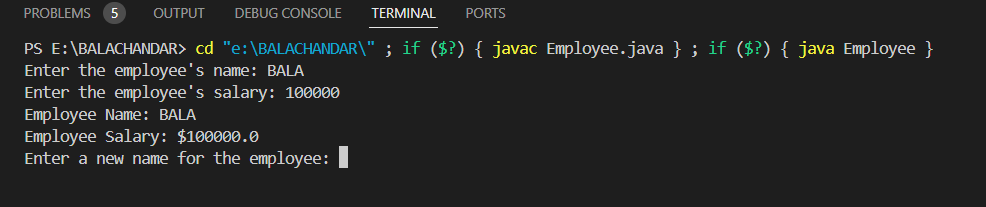 PROBLEMS 5 OUTPUT DEBUG CONSOLE TERMINAL PORTS
PS E:\BALACHANDAR> cd "e:\BALACHANDAR\" ; if ($?) { javac Employee.java } ; if ($?) { java Employee }
Enter the employee's name: BALA
Enter the employee's salary: 100000
Employee Name: BALA
Employee Salary: $100000.0
Enter a new name for the employee: